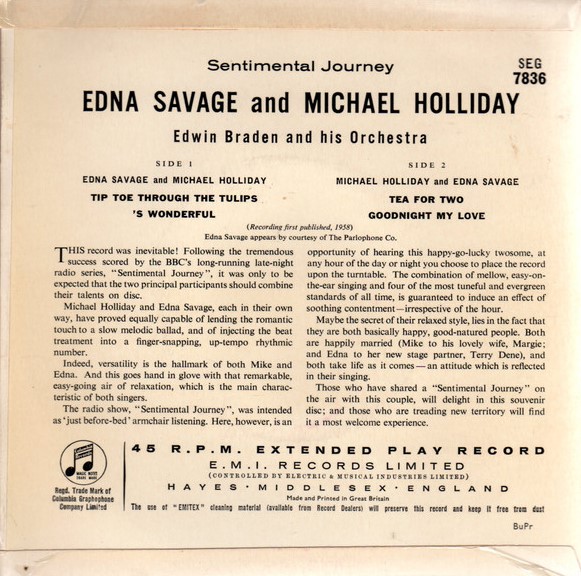 Sentimental Journey
SEG
7836
EDNA SAVAGE and MICHAEL HOLLIDAY
Edwin Braden and his Orchestra
SIDE 1
EDNA SAVAGE and MICHAEL HOLLIDAY
TIP TOE THROUGH THE TULIPS
'S WONDERFUL
SIDE 2
MICHAEL HOLLIDAY and EDNA SAVAGE
TEA FOR TWO
GOODNIGHT MY LOVE
(Recording first published, 1958)
Edna Savage appears by courtesy of The Parlophone Co.
THIS record was inevitable! Following the tremendous
success scored by the BBC's long-running late-night
radio series, "Sentimental Journey", it was only to be
expected that the two principal participants should combine
their talents on disc.
Michael Holliday and Edna Savage, each in their own
way, have proved equally capable of lending the romantic
touch to a slow melodic ballad, and of injecting the beat
treatment into a finger-snapping, up-tempo rhythmic
number.
Indeed, versatility is the hallmark of both Mike and
Edna. And this goes hand in glove with that remarkable,
easy-going air of relaxation, which is the main charac-
teristic of both singers.
The radio show, "Sentimental Journey", was intended
as 'just before-bed' armchair listening. Here, however, is an
opportunity of hearing this happy-go-lucky twosome, at
any hour of the day or night you choose to place the record
upon the turntable. The combination of mellow, easy-on-
the-ear singing and four of the most tuneful and evergreen
standards of all time, is guaranteed to induce an effect of
soothing contentment—irrespective of the hour.
Maybe the secret of their relaxed style, lies in the fact that
they are both basically happy, good-natured people. Both
are happily married (Mike to his lovely wife, Margie;
and Edna to her new stage partner, Terry Dene), and
both take life as it comes—an attitude which is reflected
in their singing.
Those who have shared a "Sentimental Journey" on
the air with this couple, will delight in this souvenir
disc; and those who are treading new territory will find
it a most welcome experience.
MAGIC NOTES
TRADE MARK
Regd. Trade Mark of
Columbia Graphophone
Company Limited
45 R.P.M. EXTENDED PLAY RECORD
E.M.I. RECORDS LIMITED
(CONTROLLED BY ELECTRIC & MUSICAL INDUSTRIES LIMITED)
HAYES · MIDDLESEX · ENGLAND
Made and Printed in Great Britain
The use of "EMITEX" cleaning material (available from Record Dealers) will preserve this record and keep it free from dust
BuPr